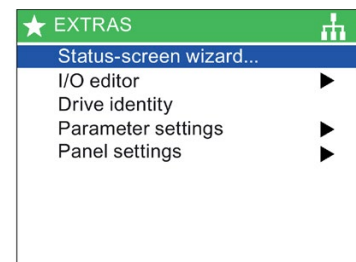 EXTRAS
Status-screen wizard...
I/O editor
Drive identity
Parameter settings
Panel settings